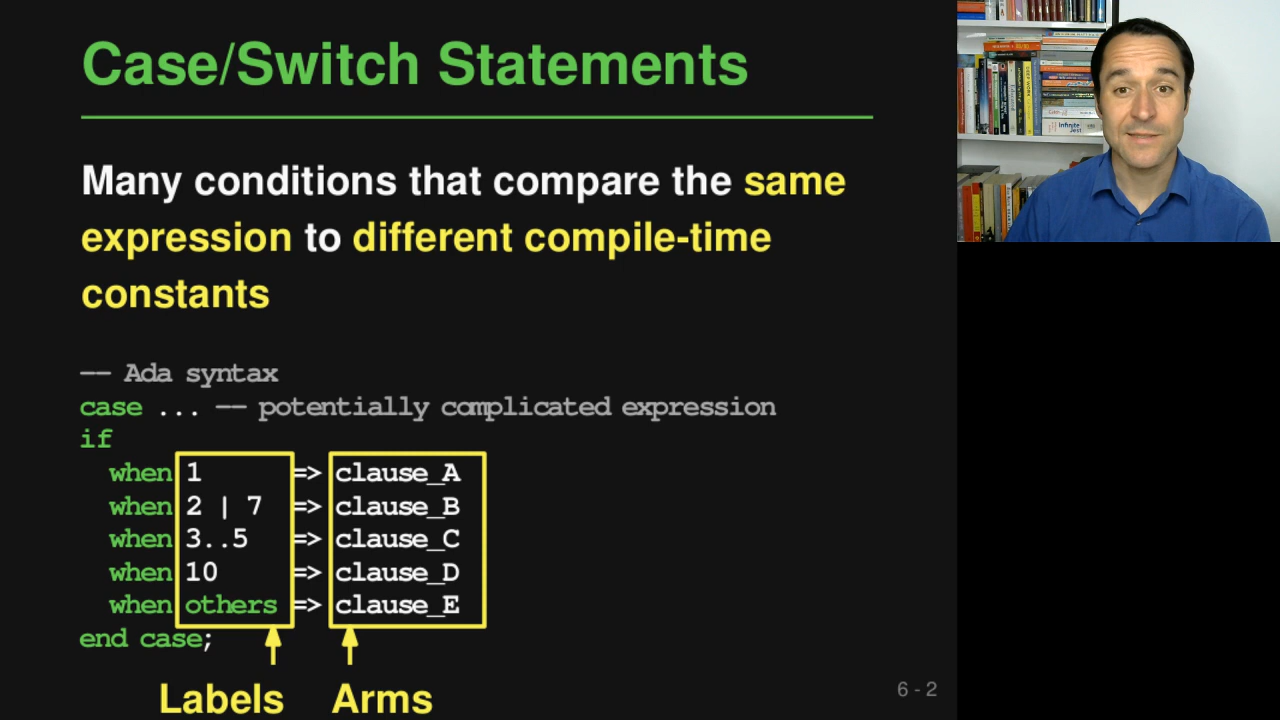 Case/Switch Statements
Many conditions that compare the same
expression to different compile-time
constants
-- Ada syntax
case ... -- potentially complicated expression
if
when 1 => clause_A
when 2 | 7 => clause_B
when 3..5 => clause_C
when 10 => clause_D
when others => clause_E
end case;
Labels Arms
6 - 2
Infinite
Jest